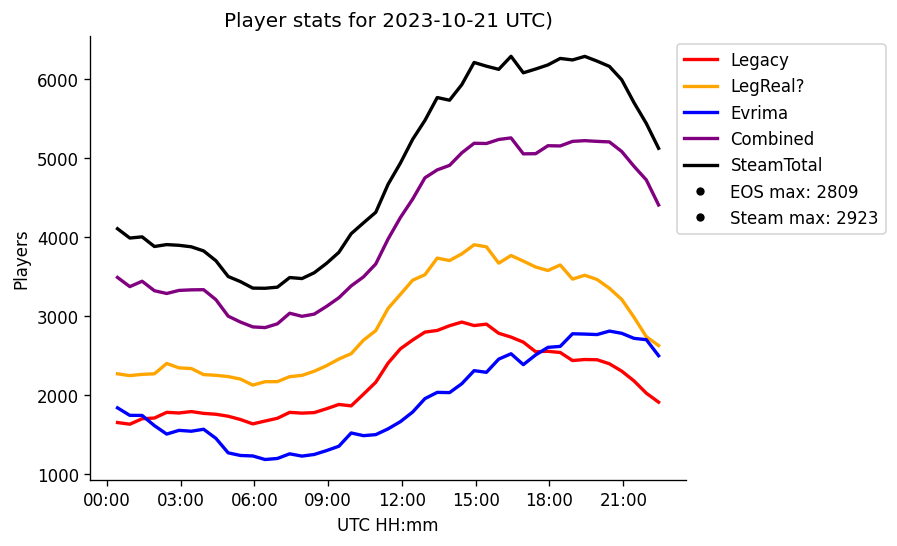 Player stats for 2023-10-21 UTC)
Players
6000
5000
4000
3000
2000
1000
00:00 03:00 06:00 09:00 12:00 15:00 18:00 21:00
UTC HH:mm
Legacy
LegReal?
Evrima
Combined
SteamTotal
EOS max: 2809
Steam max: 2923